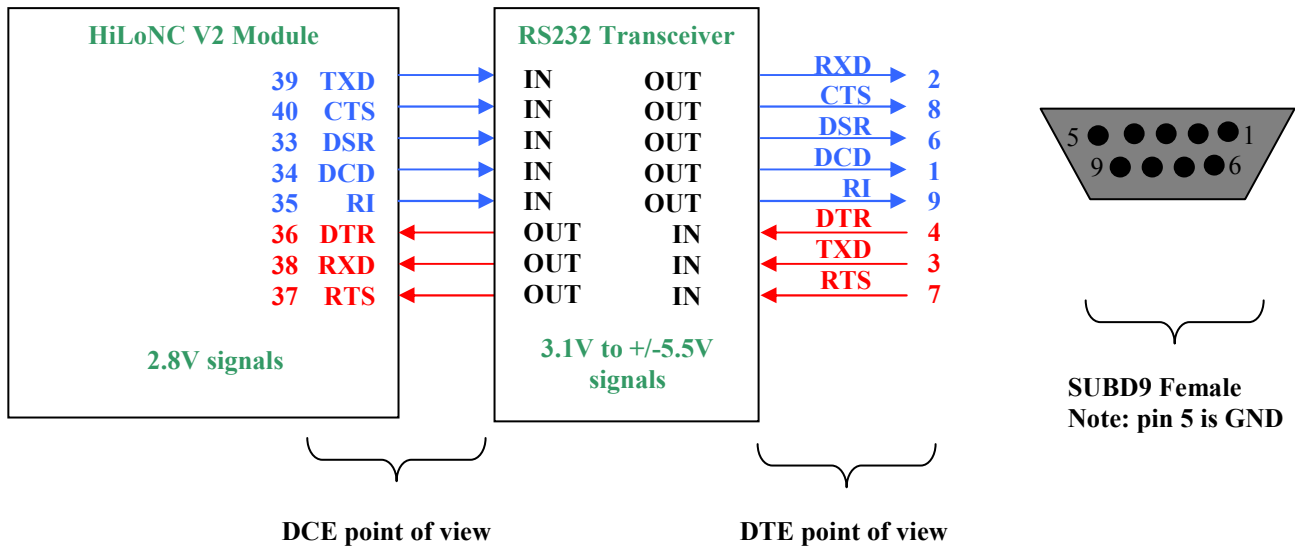 HiLoNC V2 Module
39 TXD
40 CTS
33 DSR
34 DCD
35 RI
36 DTR
38 RXD
37 RTS
2.8V signals
RS232 Transceiver
IN OUT
IN OUT
IN OUT
IN OUT
IN OUT
OUT IN
OUT IN
OUT IN
3.1V to +/-5.5V
signals
RXD 2
CTS 8
DSR 6
DCD 1
RI 9
DTR 4
TXD 3
RTS 7
5 1
9 6
SUBD9 Female
Note: pin 5 is GND
DCE point of view
DTE point of view